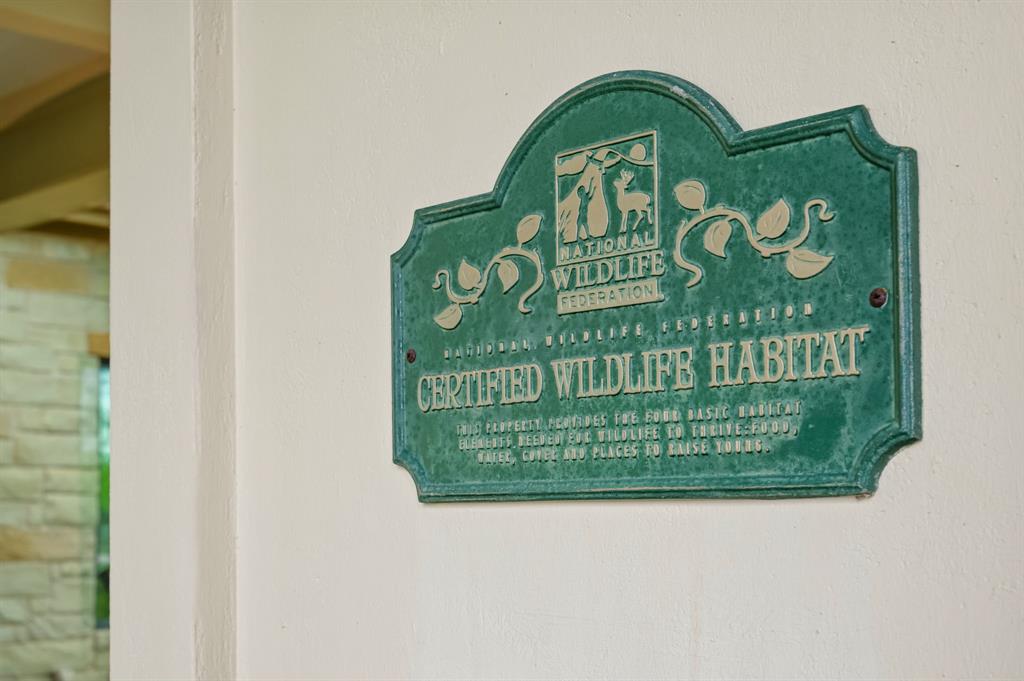 NATIONAL
WILDLIFE
FEDERATION
NATIONAL WILDLIFE FEDERATION
CERTIFIED WILDLIFE HABITAT
THIS PROPERTY PROVIDES THE FOUR BASIC HABITAT
ELEMENTS NEEDED FOR WILDLIFE TO THRIVE: FOOD,
WATER, COVER AND PLACES TO RAISE YOUNG.